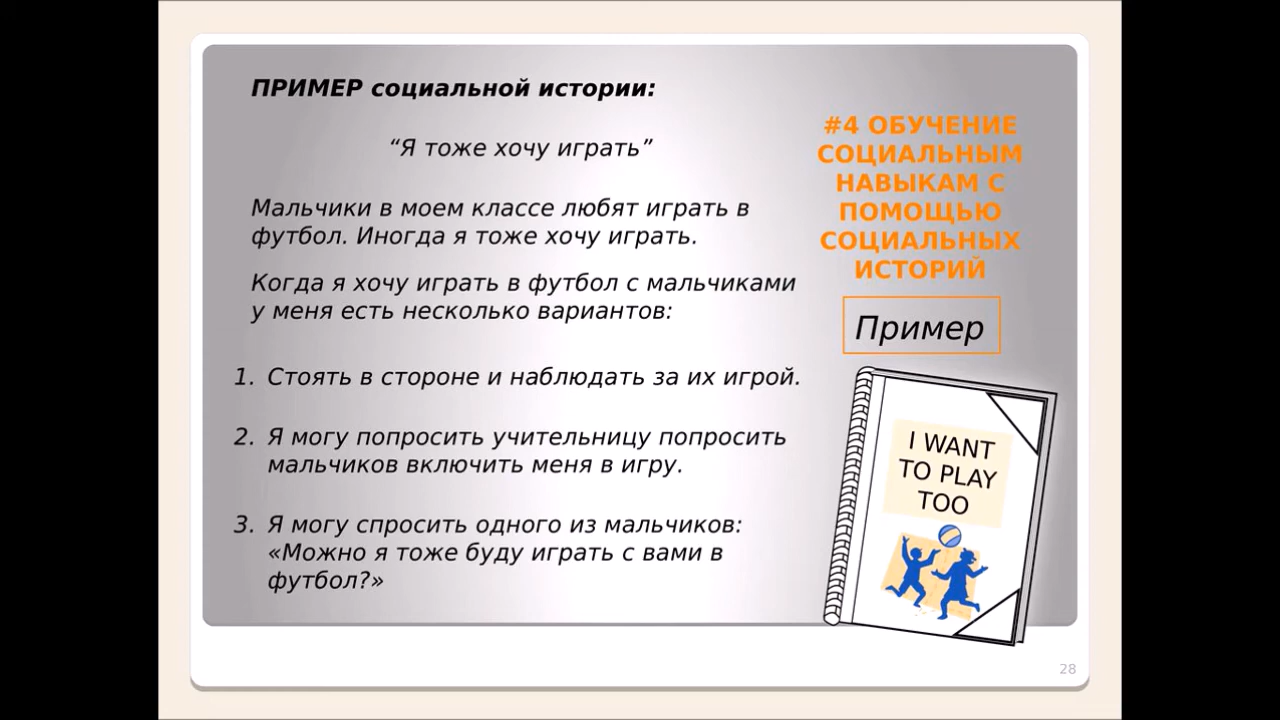 ПРИМЕР социальной истории:
“Я тоже хочу играть”
Мальчики в моем классе любят играть в
футбол. Иногда я тоже хочу играть.
Когда я хочу играть в футбол с мальчиками
у меня есть несколько вариантов:
1. Стоять в стороне и наблюдать за их игрой.
2. Я могу попросить учительницу попросить
мальчиков включить меня в игру.
3. Я могу спросить одного из мальчиков:
«Можно я тоже буду играть с вами в
футбол?»
#4 ОБУЧЕНИЕ
СОЦИАЛЬНЫМ
НАВЫКАМ С
ПОМОЩЬЮ
СОЦИАЛЬНЫХ
ИСТОРИЙ
Пример
I WANT
TO PLAY
TOO
28